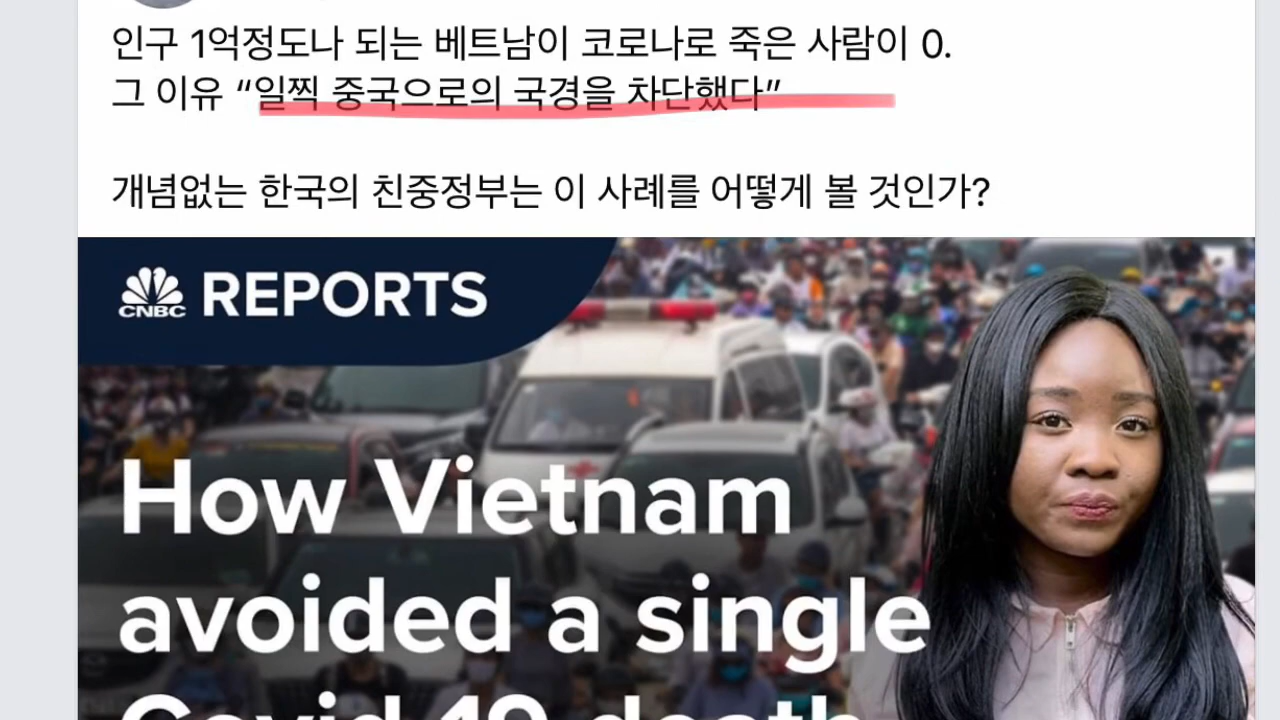 인구 1억정도나 되는 베트남이 코로나로 죽은 사람이 0.
그 이유 “일찍 중국으로의 국경을 차단했다”
개념없는 한국의 친중정부는 이 사례를 어떻게 볼 것인가?
CNBC REPORTS
How Vietnam
avoided a single
Covid-19 death